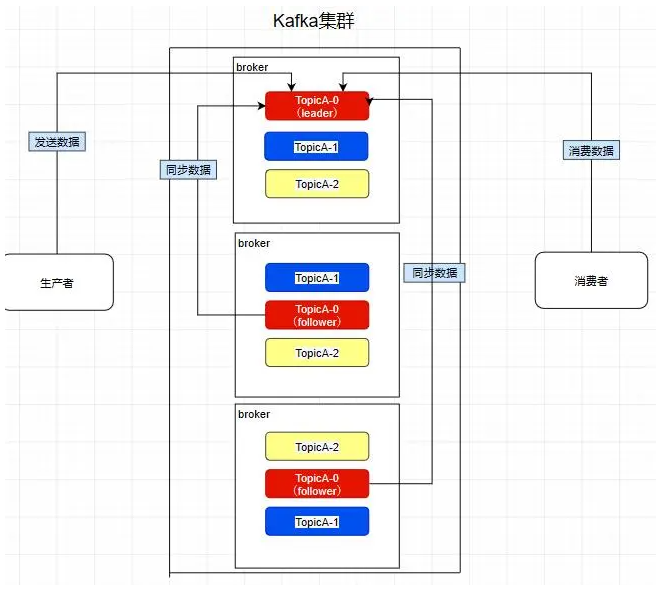 Kafka集群
broker
TopicA-0
（leader）
TopicA-1
TopicA-2
发送数据
同步数据
消费数据
broker
TopicA-1
TopicA-0
（follower）
TopicA-2
同步数据
生产者
消费者
broker
TopicA-2
TopicA-0
（follower）
TopicA-1